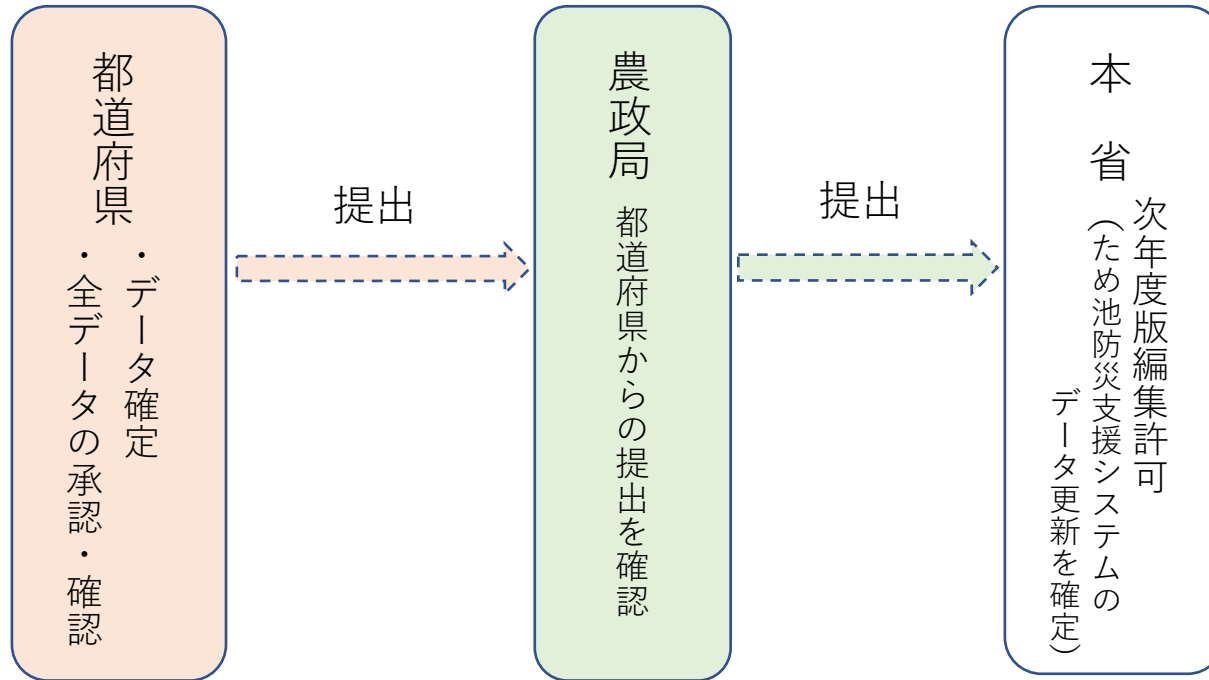 都道府県
・データ確定
・全データの承認・確認
提出
農政局
都道府県からの提出を確認
提出
本省
次年度版編集許可
（ため池防災支援システムの
データ更新を確定）